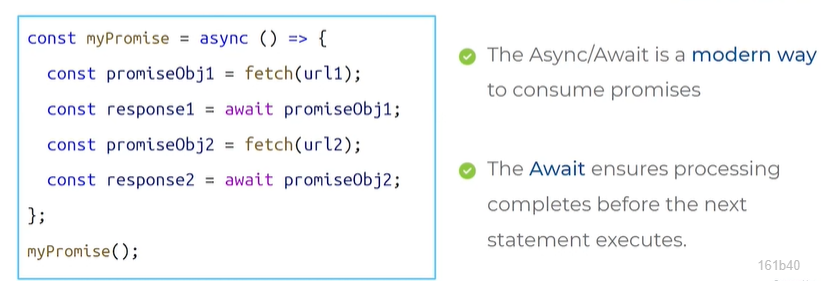 const myPromise = async () => {
const promiseObj1 = fetch(url1);
const response1 = await promiseObj1;
const promiseObj2 = fetch(url2);
const response2 = await promiseObj2;
};
myPromise();
The Async/Await is a modern way
to consume promises
The Await ensures processing
completes before the next
statement executes.
161b40